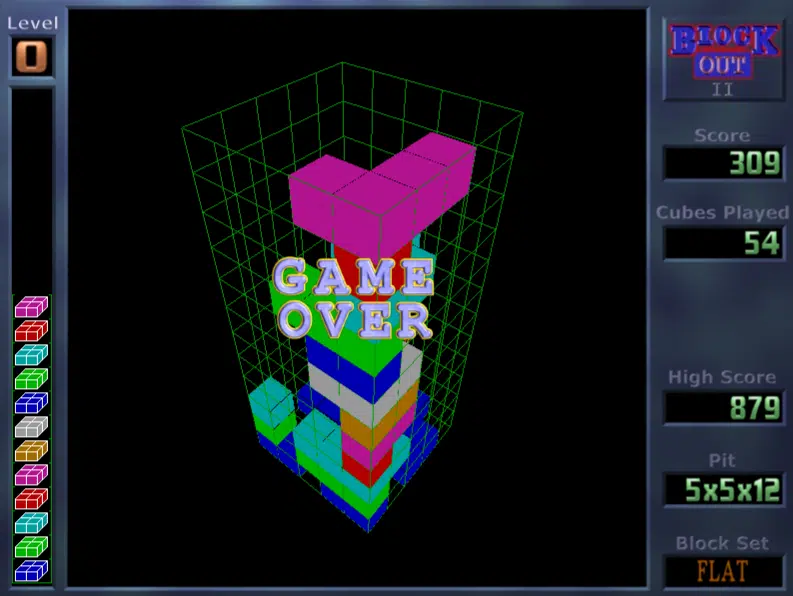 Level
0
BLOCK
OUT
II
Score
309
Cubes Played
54
GAME
OVER
High Score
879
Pit
5x5x12
Block Set
FLAT